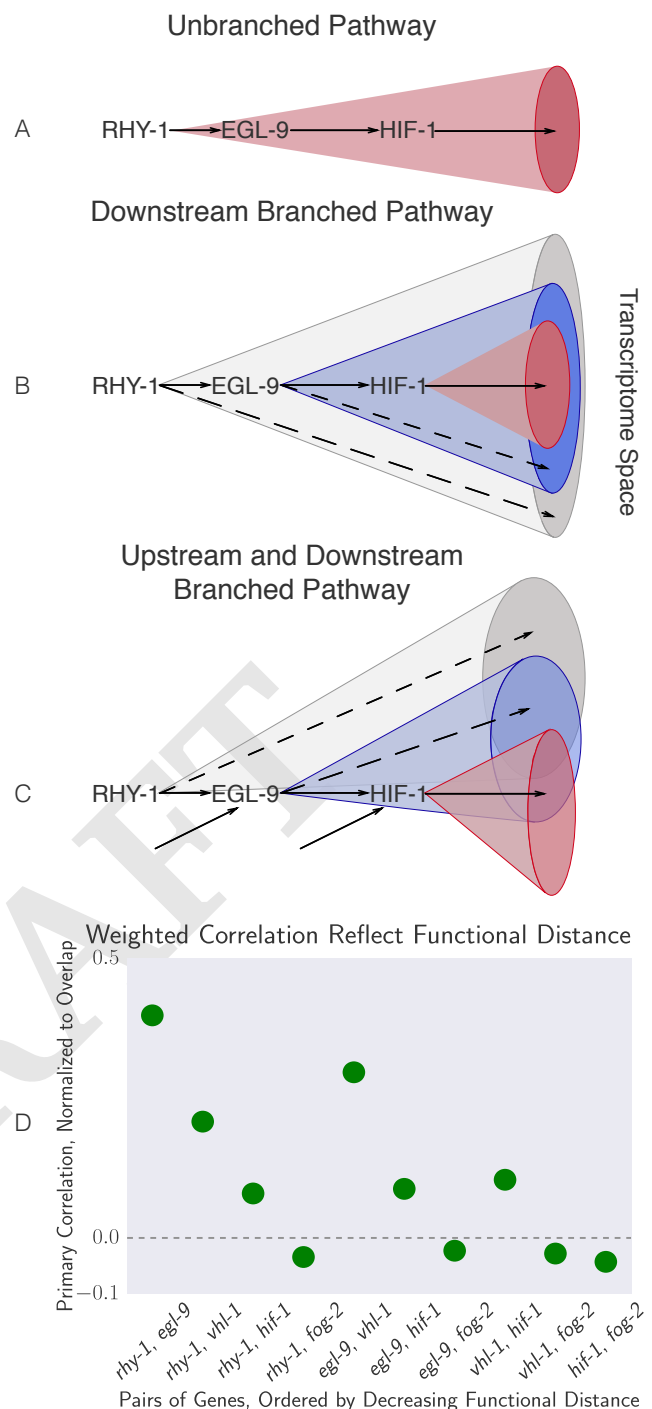 Unbranched Pathway
A
RHY-1 EGL-9 HIF-1
Downstream Branched Pathway
B
RHY-1 EGL-9 HIF-1
Transcriptome Space
Upstream and Downstream
Branched Pathway
C
RHY-1 EGL-9 HIF-1
RAFT
Weighted Correlation Reflect Functional Distance
D
Primary Correlation, Normalized to Overlap
0.5
0.0
−0.1
rhy-1, egl-9
rhy-1, vhl-1
rhy-1, hif-1
rhy-1, fog-2
egl-9, vhl-1
egl-9, hif-1
egl-9, fog-2
vhl-1, hif-1
vhl-1, fog-2
hif-1, fog-2
Pairs of Genes, Ordered by Decreasing Functional Distance